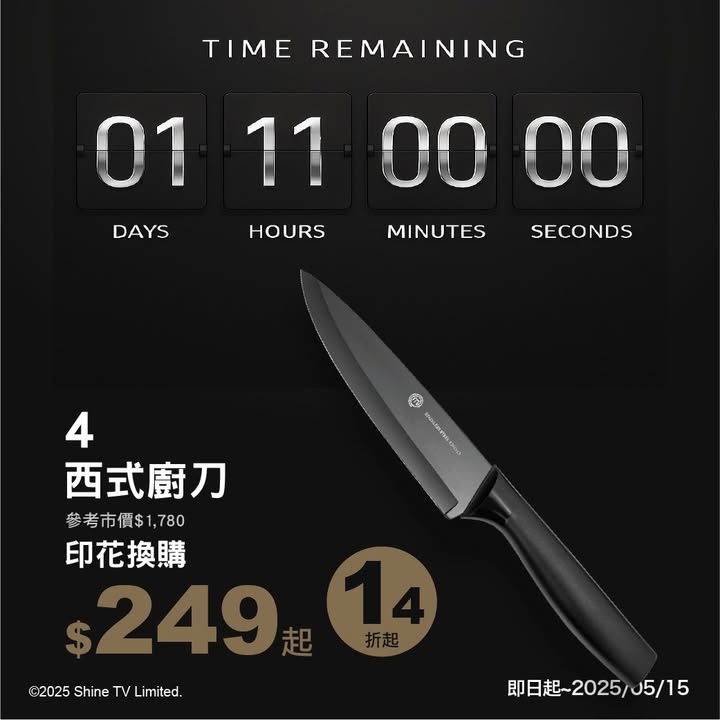 TIME REMAINING
01 11 00 00
DAYS HOURS MINUTES SECONDS
4
西式廚刀
參考市價$1,780
印花換購
$249起
14
折起
©2025 Shine TV Limited.
即日起~2025/05/15